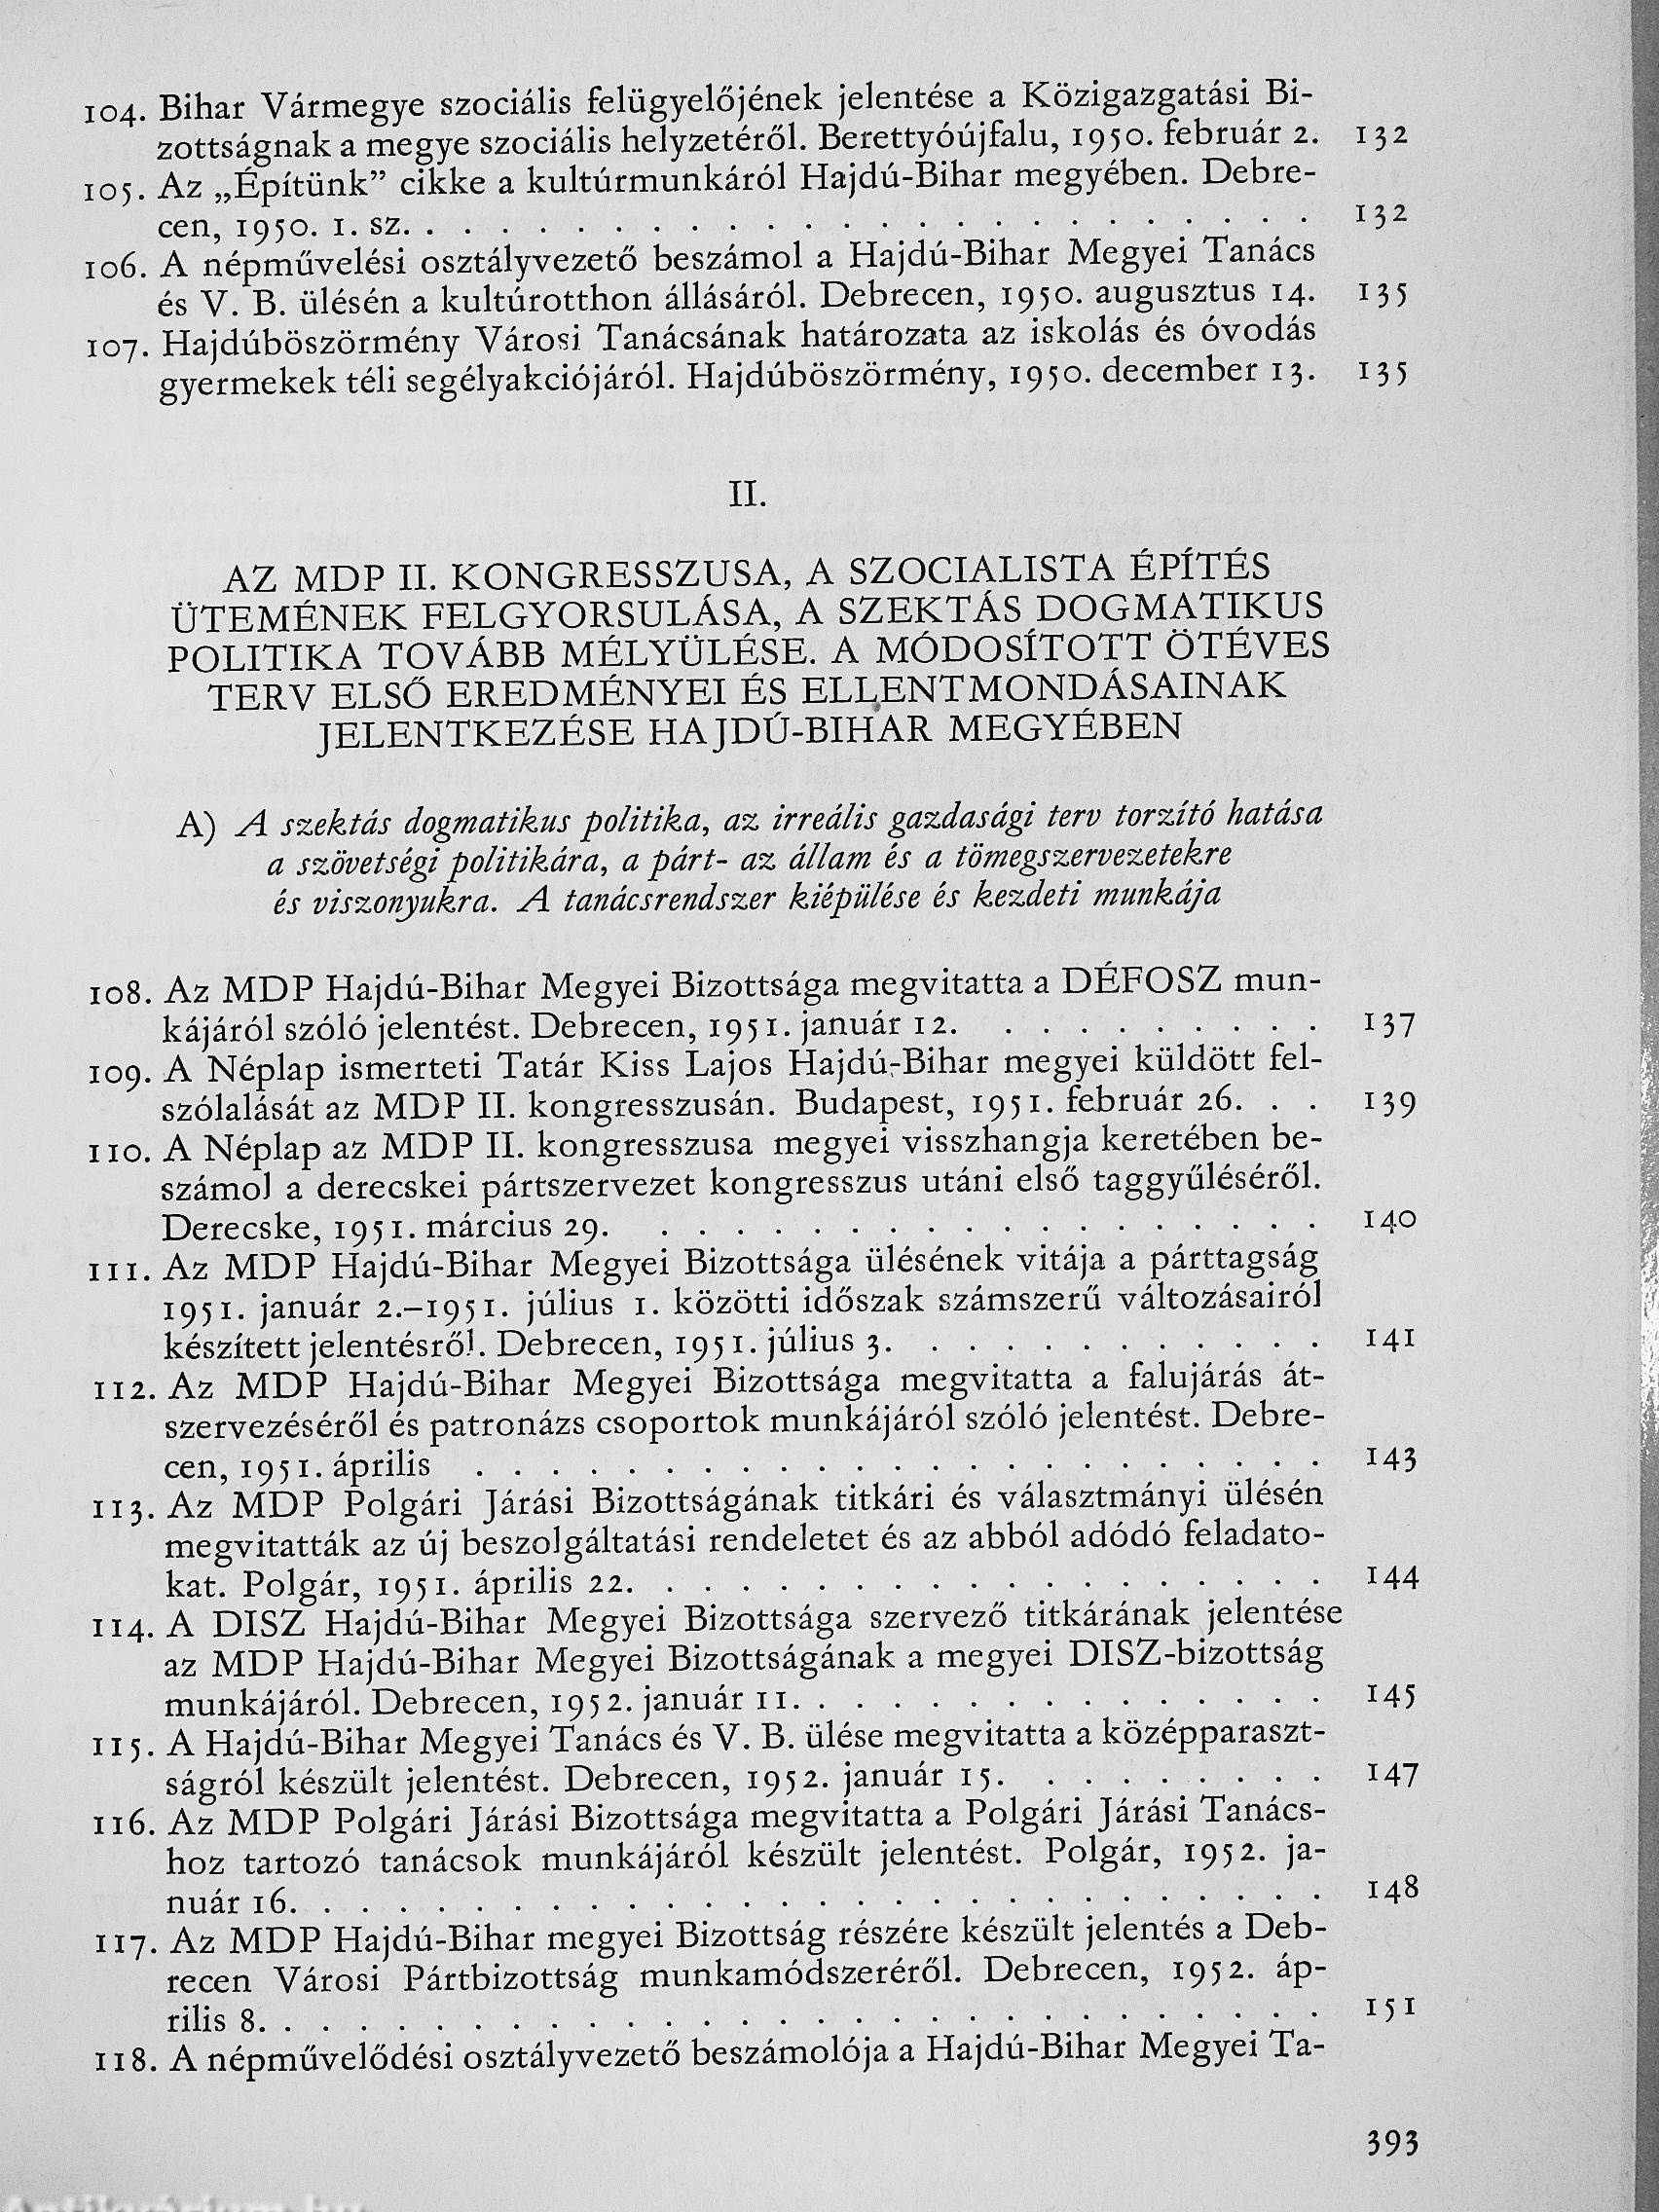 104. Bihar Vármegye szociális felügyelőjének jelentése a Közigazgatási Bi-
zottságnak a megye szociális helyzetéről. Berettyóújfalu, 1950. február 2. 132
105. Az „Építünk” cikke a kultúrmunkáról Hajdú-Bihar megyében. Debre-
cen, 1950. 1. sz. . . . . . . . . . . . . . . . . . . . . . . . 132
106. A népművelési osztályvezető beszámol a Hajdú-Bihar Megyei Tanács
és V. B. ülésén a kultúrotthon állásáról. Debrecen, 1950. augusztus 14. 135
107. Hajdúböszörmény Városi Tanácsának határozata az iskolás és óvodás
gyermekek téli segélyakciójáról. Hajdúböszörmény, 1950. december 13. 135
II.
AZ MDP II. KONGRESSZUSA, A SZOCIALISTA ÉPÍTÉS
ÜTEMÉNEK FELGYORSULÁSA, A SZEKTÁS DOGMATIKUS
POLITIKA TOVÁBB MÉLYÜLÉSE. A MÓDOSÍTOTT ÖTÉVES
TERV ELSŐ EREDMÉNYEI ÉS ELLENTMONDÁSAINAK
JELENTKEZÉSE HAJDÚ-BIHAR MEGYÉBEN
A) A szektás dogmatikus politika, az irreális gazdasági terv torzító hatása
a szövetségi politikára, a párt- az állam és a tömegszervezetekre
és viszonyukra. A tanácsrendszer kiépülése és kezdeti munkája
108. Az MDP Hajdú-Bihar Megyei Bizottsága megvitatta a DÉFOSZ mun-
kájáról szóló jelentést. Debrecen, 1951. január 12. . . . . . . . . . 137
109. A Néplap ismerteti Tatár Kiss Lajos Hajdú-Bihar megyei küldött fel-
szólalását az MDP II. kongresszusán. Budapest, 1951. február 26. . . 139
110. A Néplap az MDP II. kongresszusa megyei visszhangja keretében be-
számol a derecskei pártszervezet kongresszus utáni első taggyűléséről.
Derecske, 1951. március 29. . . . . . . . . . . . . . . . . . . 140
111. Az MDP Hajdú-Bihar Megyei Bizottsága ülésének vitája a párttagság
1951. január 2.–1951. július 1. közötti időszak számszerű változásairól
készített jelentésről. Debrecen, 1951. július 3. . . . . . . . . . . . 141
112. Az MDP Hajdú-Bihar Megyei Bizottsága megvitatta a falujárás át-
szervezéséről és patronázs csoportok munkájáról szóló jelentést. Debre-
cen, 1951. április . . . . . . . . . . . . . . . . . . . . . . . 143
113. Az MDP Polgári Járási Bizottságának titkári és választmányi ülésén
megvitatták az új beszolgáltatási rendeletet és az abból adódó feladato-
kat. Polgár, 1951. április 22. . . . . . . . . . . . . . . . . . . 144
114. A DISZ Hajdú-Bihar Megyei Bizottsága szervező titkárának jelentése
az MDP Hajdú-Bihar Megyei Bizottságának a megyei DISZ-bizottság
munkájáról. Debrecen, 1952. január 11. . . . . . . . . . . . . . . 145
115. A Hajdú-Bihar Megyei Tanács és V. B. ülése megvitatta a középparaszt-
ságról készült jelentést. Debrecen, 1952. január 15. . . . . . . . . 147
116. Az MDP Polgári Járási Bizottsága megvitatta a Polgári Járási Tanács-
hoz tartozó tanácsok munkájáról készült jelentést. Polgár, 1952. ja-
nuár 16. . . . . . . . . . . . . . . . . . . . . . . . . . . . 148
117. Az MDP Hajdú-Bihar megyei Bizottság részére készült jelentés a Deb-
recen Városi Pártbizottság munkamódszeréről. Debrecen, 1952. áp-
rilis 8. . . . . . . . . . . . . . . . . . . . . . . . . . . . . 151
118. A népművelődési osztályvezető beszámolója a Hajdú-Bihar Megyei Ta-
393